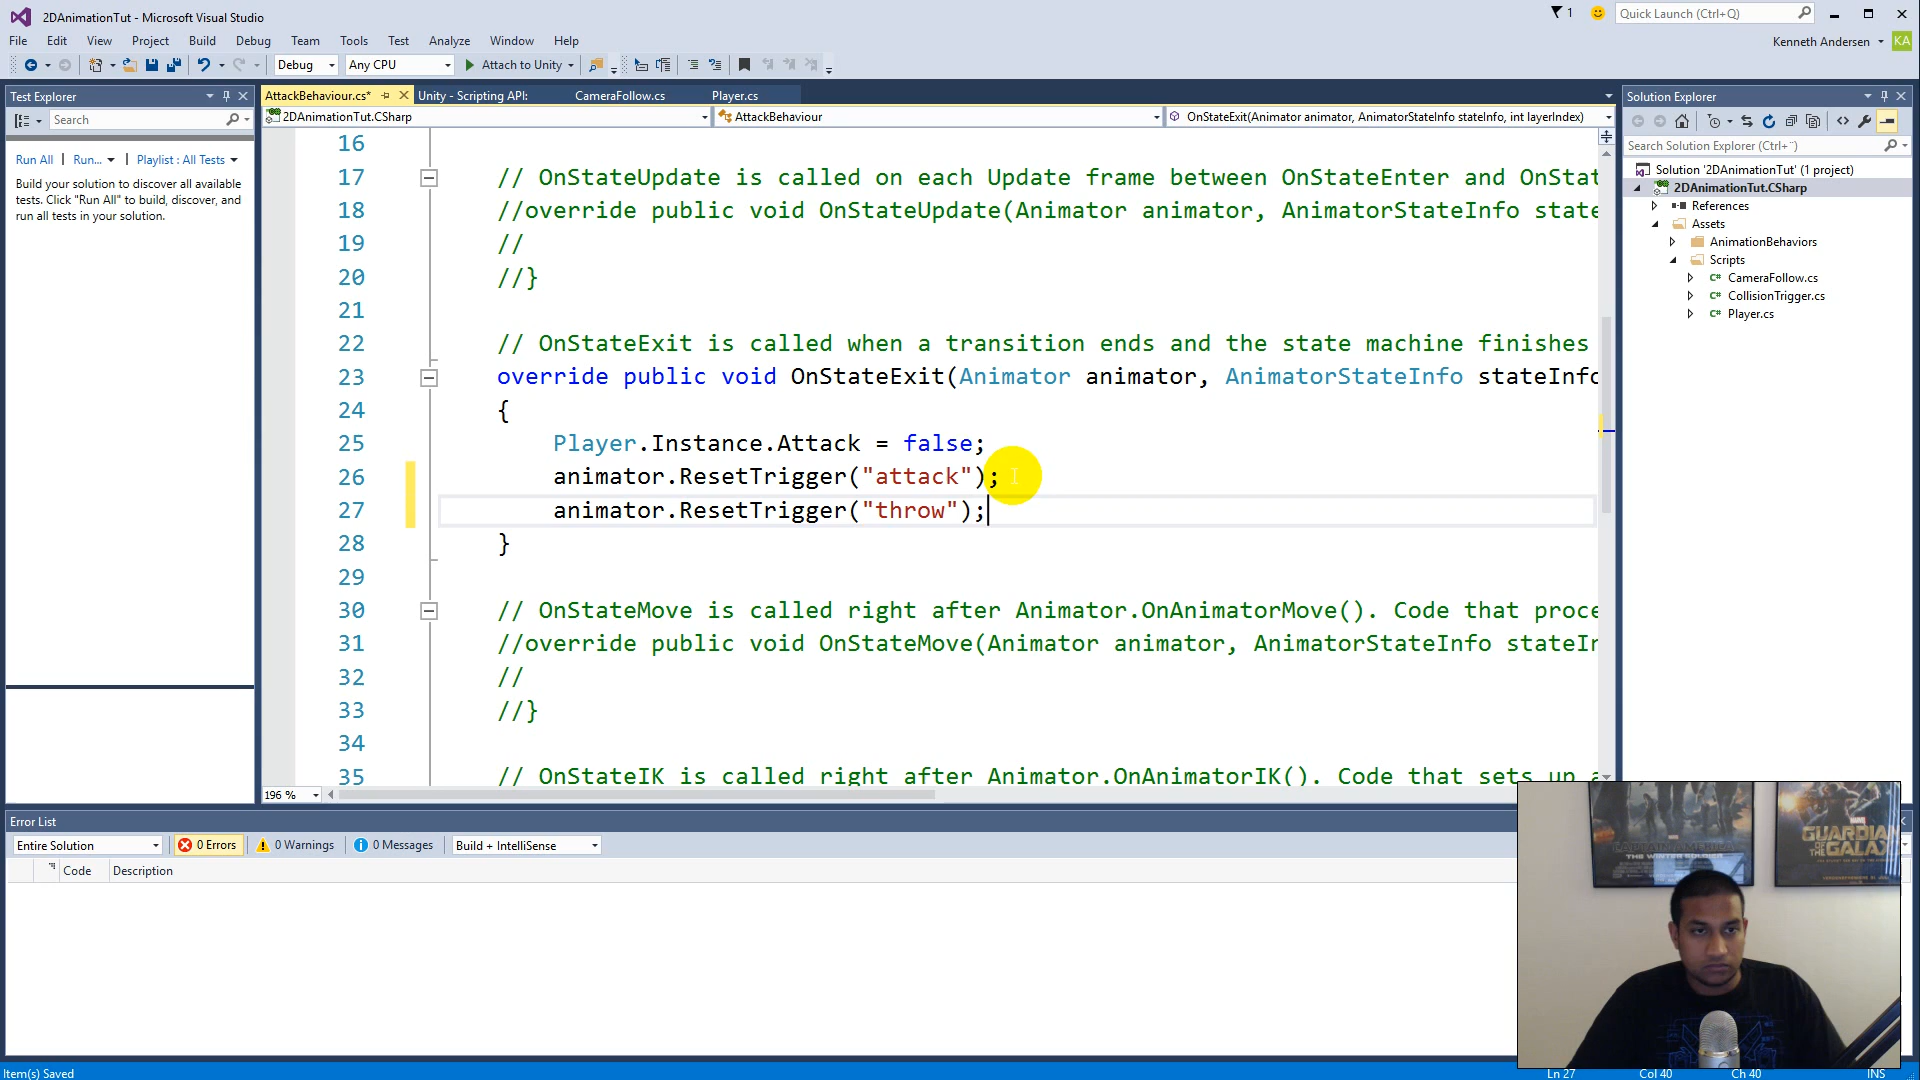 2DAnimationTut - Microsoft Visual Studio
1
Quick Launch (Ctrl+Q)
File Edit View Project Build Debug Team Tools Test Analyze Window Help
Kenneth Andersen
KA
Debug
Any CPU
Attach to Unity
Test Explorer
Search
Run All | Run... | Playlist : All Tests
Build your solution to discover all available
tests. Click "Run All" to build, discover, and
run all tests in your solution.
AttackBehaviour.cs*
Unity - Scripting API:
CameraFollow.cs
Player.cs
2DAnimationTut.CSharp
AttackBehaviour
OnStateExit(Animator animator, AnimatorStateInfo stateInfo, int layerIndex)
16
17 // OnStateUpdate is called on each Update frame between OnStateEnter and OnStat
18 //override public void OnStateUpdate(Animator animator, AnimatorStateInfo state
19 //
20 //}
21
22 // OnStateExit is called when a transition ends and the state machine finishes
23 override public void OnStateExit(Animator animator, AnimatorStateInfo stateInfo
24 {
25 Player.Instance.Attack = false;
26 animator.ResetTrigger("attack");
27 animator.ResetTrigger("throw");
28 }
29
30 // OnStateMove is called right after Animator.OnAnimatorMove(). Code that proce
31 //override public void OnStateMove(Animator animator, AnimatorStateInfo stateIn
32 //
33 //}
34
35 // OnStateIK is called right after Animator.OnAnimatorIK(). Code that sets up a
196 %
Solution Explorer
Search Solution Explorer (Ctrl+¨)
Solution '2DAnimationTut' (1 project)
2DAnimationTut.CSharp
References
Assets
AnimationBehaviors
Scripts
CameraFollow.cs
CollisionTrigger.cs
Player.cs
Error List
Entire Solution
0 Errors
0 Warnings
0 Messages
Build + IntelliSense
Code
Description
THE WINTER SOLDIER
MARVEL
GUARDIA
OF THE GALAX
Item(s) Saved
Ln 27
Col 40
Ch 40
INS